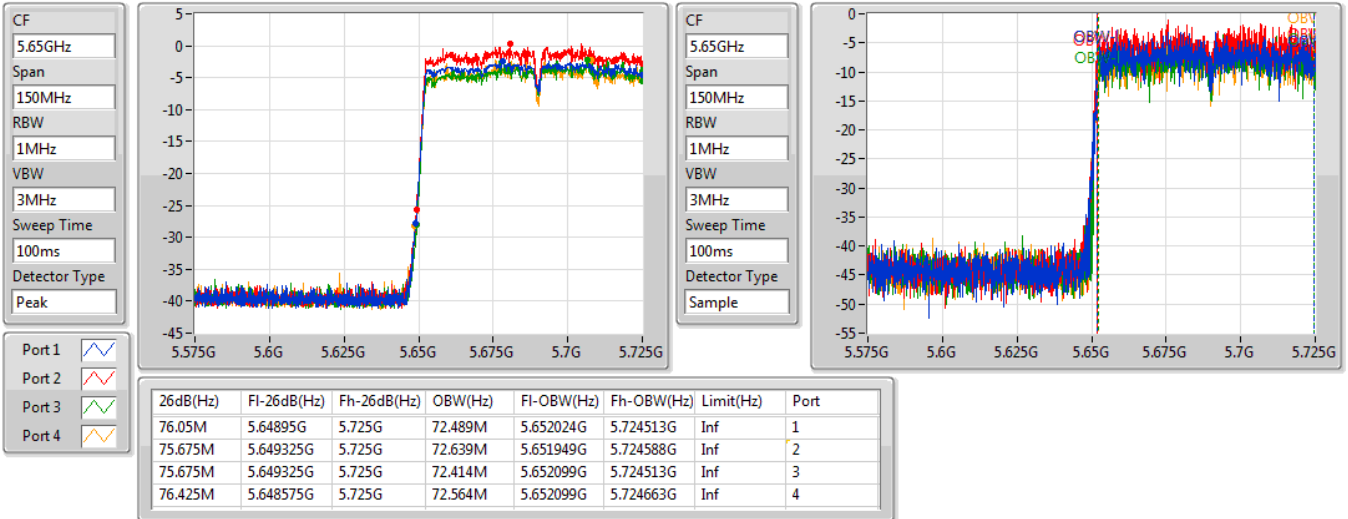 CF
5.65GHz
Span
150MHz
RBW
1MHz
VBW
3MHz
Sweep Time
100ms
Detector Type
Peak
5
0
-5
-10
-15
-20
-25
-30
-35
-40
-45
5.575G 5.6G 5.625G 5.65G 5.675G 5.7G 5.725G
CF
5.65GHz
Span
150MHz
RBW
1MHz
VBW
3MHz
Sweep Time
100ms
Detector Type
Sample
0
-5
-10
-15
-20
-25
-30
-35
-40
-45
-50
-55
5.575G 5.6G 5.625G 5.65G 5.675G 5.7G 5.725G
Port 1
Port 2
Port 3
Port 4
26dB(Hz) Fl-26dB(Hz) Fh-26dB(Hz) OBW(Hz) Fl-OBW(Hz) Fh-OBW(Hz) Limit(Hz) Port
76.05M 5.64895G 5.725G 72.489M 5.652024G 5.724513G Inf 1
75.675M 5.649325G 5.725G 72.639M 5.651949G 5.724588G Inf 2
75.675M 5.649325G 5.725G 72.414M 5.652099G 5.724513G Inf 3
76.425M 5.648575G 5.725G 72.564M 5.652099G 5.724663G Inf 4